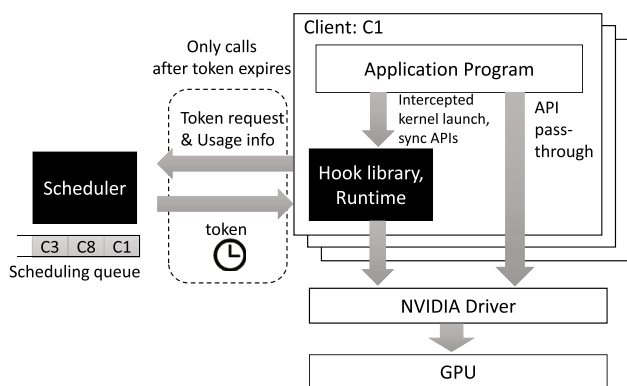 Client: C1
Only calls
after token expires
Application Program
Token request
& Usage info
Intercepted
kernel launch,
sync APIs
API
pass-
through
Scheduler
Hook library,
Runtime
token
C3 C8 C1
Scheduling queue
NVIDIA Driver
GPU